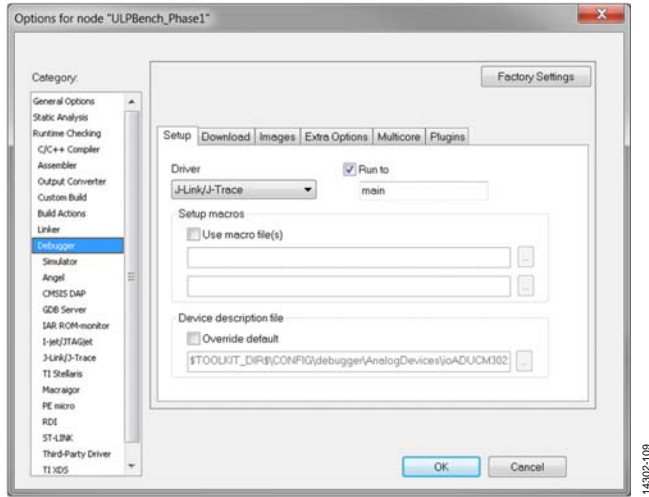 Options for node "ULPBench_Phase1"
Category:
General Options
Static Analysis
Runtime Checking
C/C++ Compiler
Assembler
Output Converter
Custom Build
Build Actions
Linker
Debugger
Simulator
Angel
CMSIS DAP
GDB Server
IAR ROM-monitor
I-jet/JTAGjet
J-Link/J-Trace
TI Stellaris
Macraigor
PE micro
RDI
ST-LINK
Third-Party Driver
TI XDS
Factory Settings
Setup Download Images Extra Options Multicore Plugins
Driver
J-Link/J-Trace
Run to
main
Setup macros
Use macro file(s)
...
...
Device description file
Override default
$TOOLKIT_DIR$\CONFIG\debugger\AnalogDevices\ioADUCM302
...
OK Cancel
14302-109